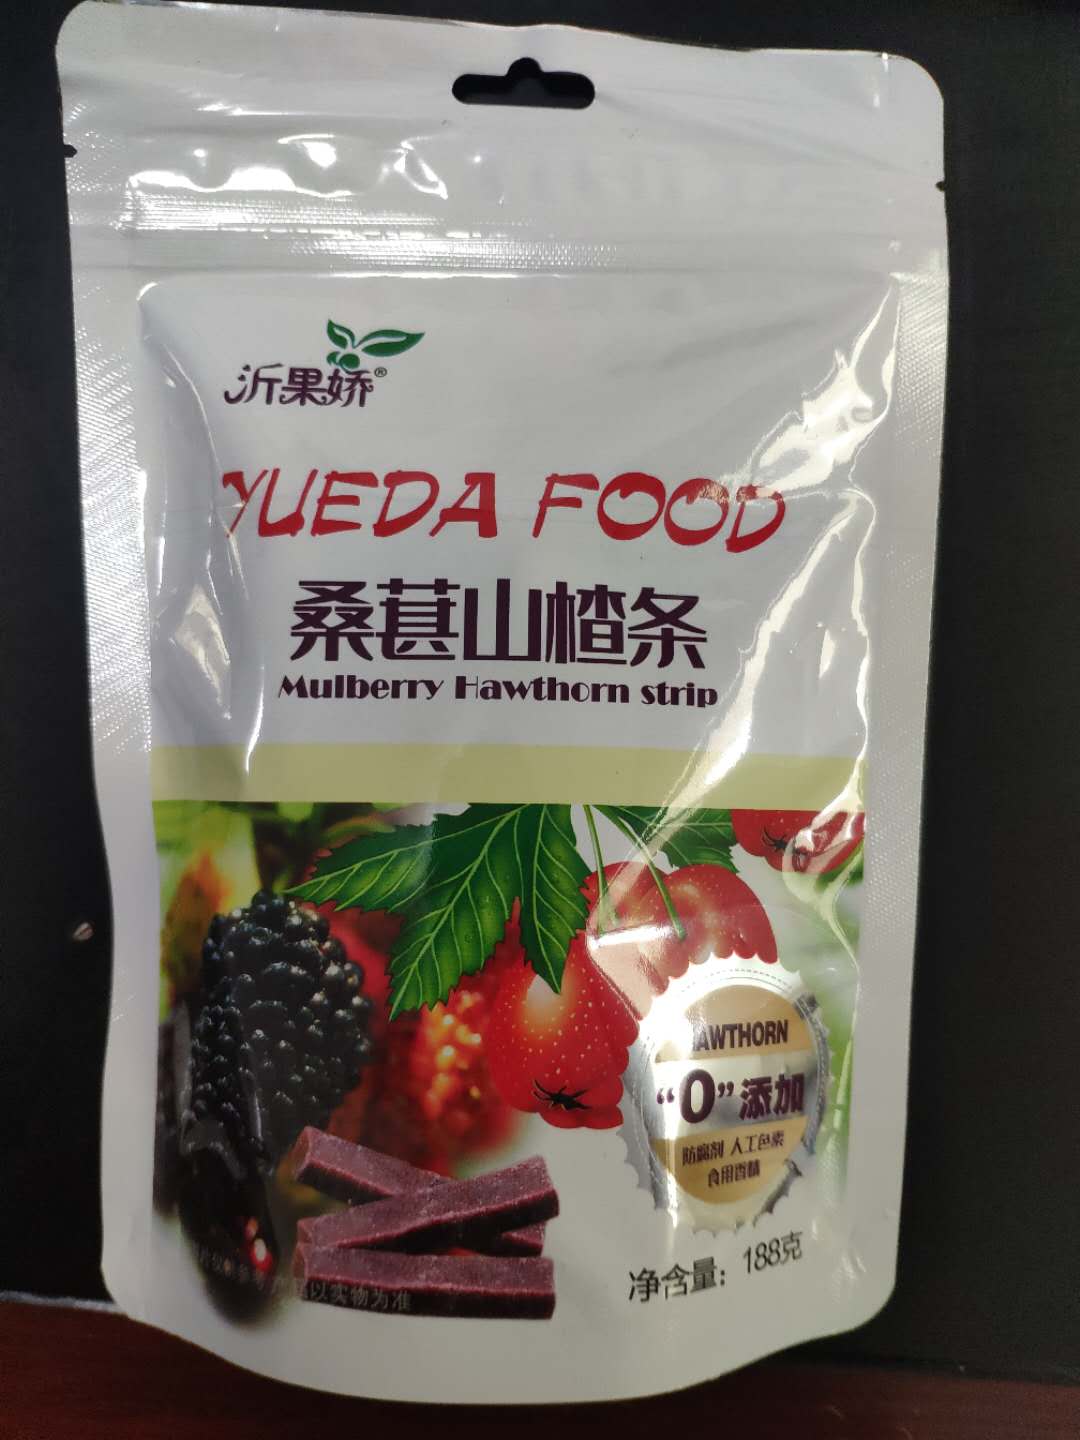 沂果娇®
YUEDA FOOD
桑葚山楂条
Mulberry Hawthorn strip
HAWTHORN
“0”添加
防腐剂 人工色素
食用香精
净含量：188克
以实物为准